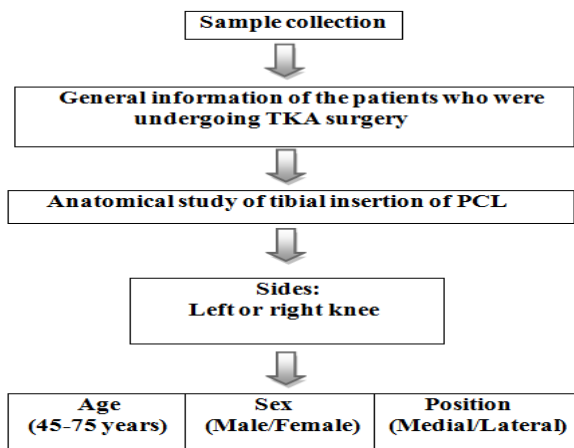 Sample collection
General information of the patients who were
undergoing TKA surgery
Anatomical study of tibial insertion of PCL
Sides:
Left or right knee
Age
(45-75 years)
Sex
(Male/Female)
Position
(Medial/Lateral)